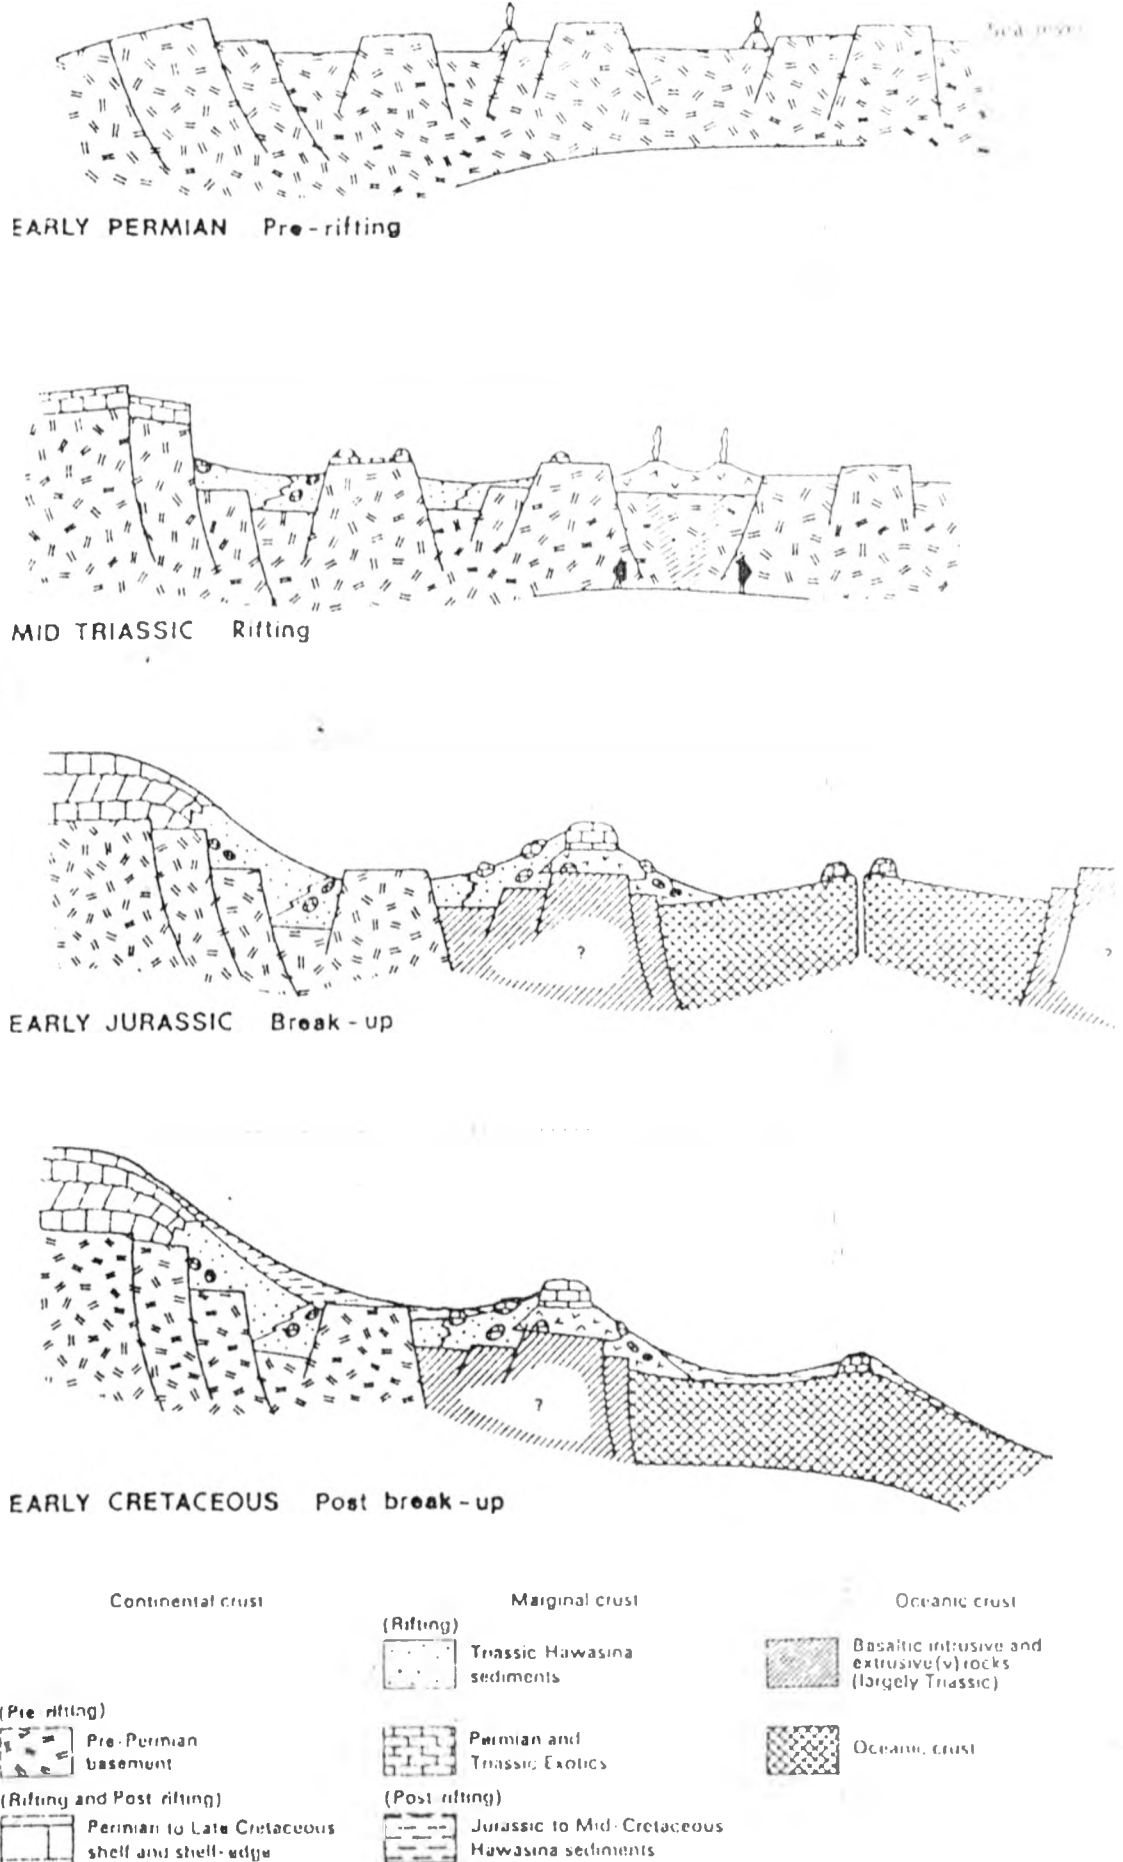 Sea level
EARLY PERMIAN Pre-rifting
MID TRIASSIC Rifting
?
?
EARLY JURASSIC Break-up
?
EARLY CRETACEOUS Post break-up
Continental crust
Marginal crust
Oceanic crust
(Rifting)
Triassic Hawasina
sediments
Basaltic intrusive and
extrusive(v) rocks
(largely Triassic)
(Pre rifting)
Pre-Permian
basement
Permian and
Triassic Exotics
Oceanic crust
(Rifting and Post rifting)
Permian to Late Cretaceous
shelf and shelf-edge
(Post rifting)
Jurassic to Mid-Cretaceous
Hawasina sediments